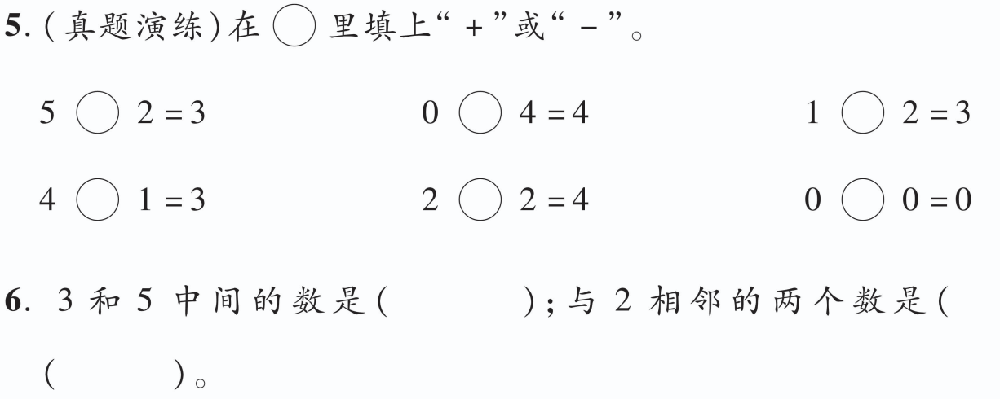 5. (真题演练)在 ○ 里填上“+”或“-”。
5 ○ 2=3 0 ○ 4=4 1 ○ 2=3
4 ○ 1=3 2 ○ 2=4 0 ○ 0=0
6. 3 和 5 中间的数是( );与 2 相邻的两个数是(
( )。